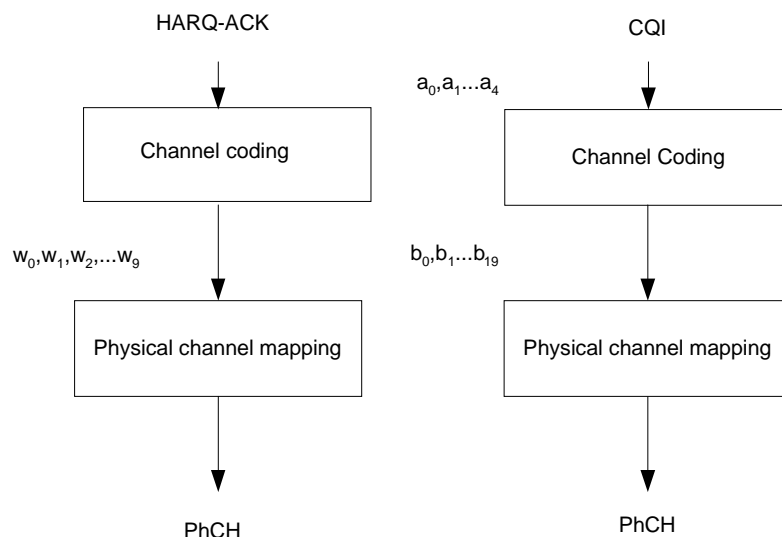 HARQ-ACK
Channel coding
w0,w1,w2,...w9
Physical channel mapping
PhCH
CQI
a0,a1...a4
Channel Coding
b0,b1...b19
Physical channel mapping
PhCH